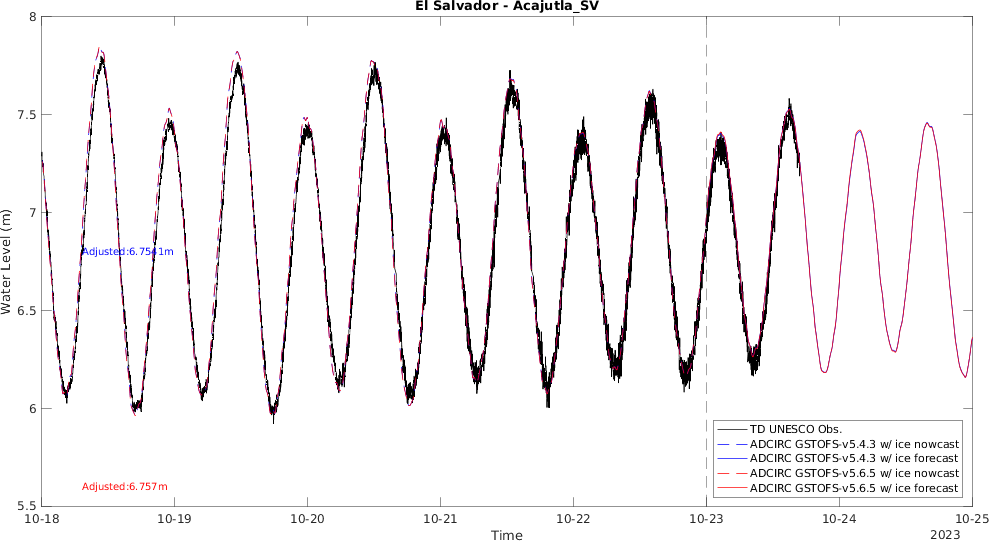 El Salvador - Acajutla_SV
8
7.5
7
6.5
6
5.5
Water Level (m)
Adjusted:6.7561m
Adjusted:6.757m
TD UNESCO Obs.
ADCIRC GSTOFS-v5.4.3 w/ ice nowcast
ADCIRC GSTOFS-v5.4.3 w/ ice forecast
ADCIRC GSTOFS-v5.6.5 w/ ice nowcast
ADCIRC GSTOFS-v5.6.5 w/ ice forecast
10-18
10-19
10-20
10-21
10-22
10-23
10-24
10-25
Time
2023